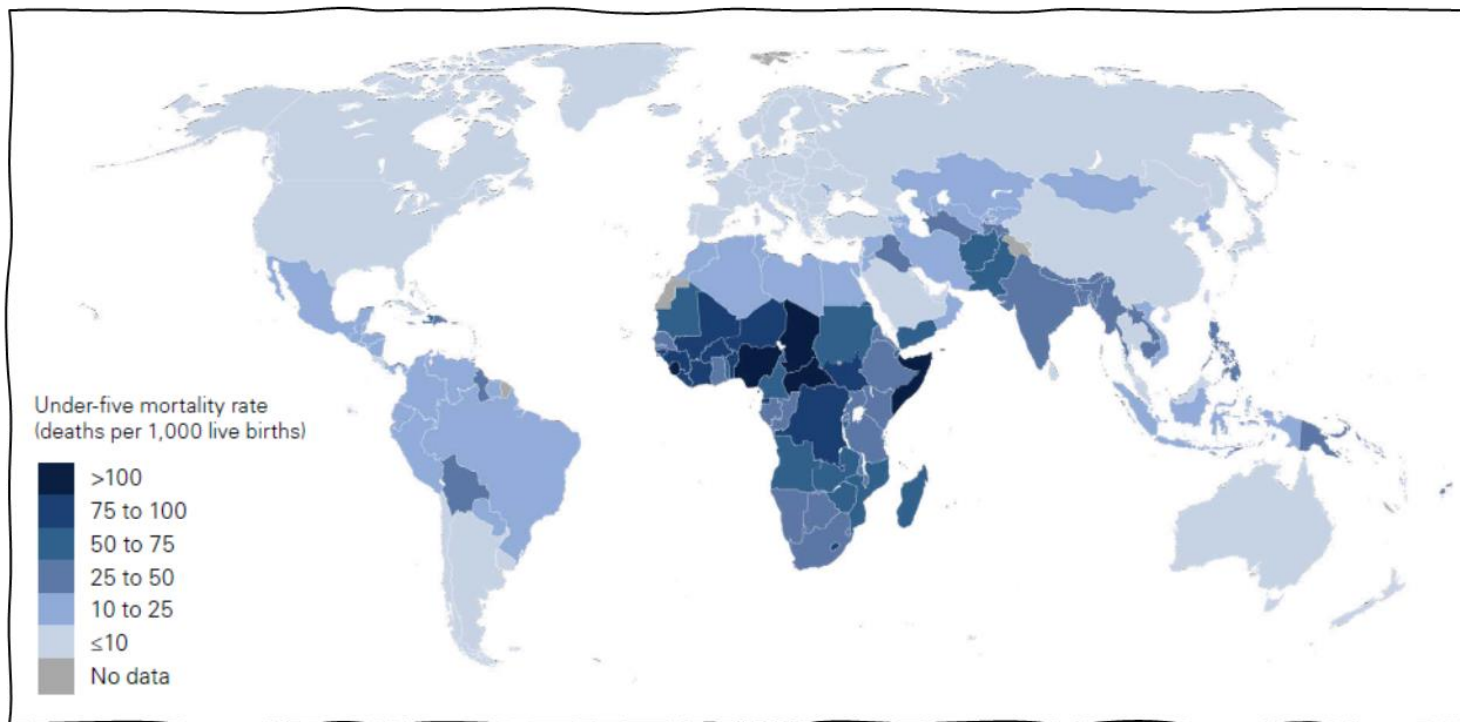 Under-five mortality rate
(deaths per 1,000 live births)
>100
75 to 100
50 to 75
25 to 50
10 to 25
≤10
No data